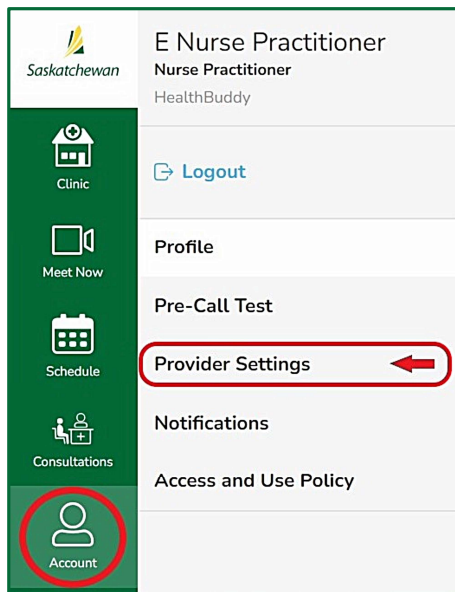 Saskatchewan
Clinic
Meet Now
Schedule
Consultations
Account
E Nurse Practitioner
Nurse Practitioner
HealthBuddy
Logout
Profile
Pre-Call Test
Provider Settings
Notifications
Access and Use Policy